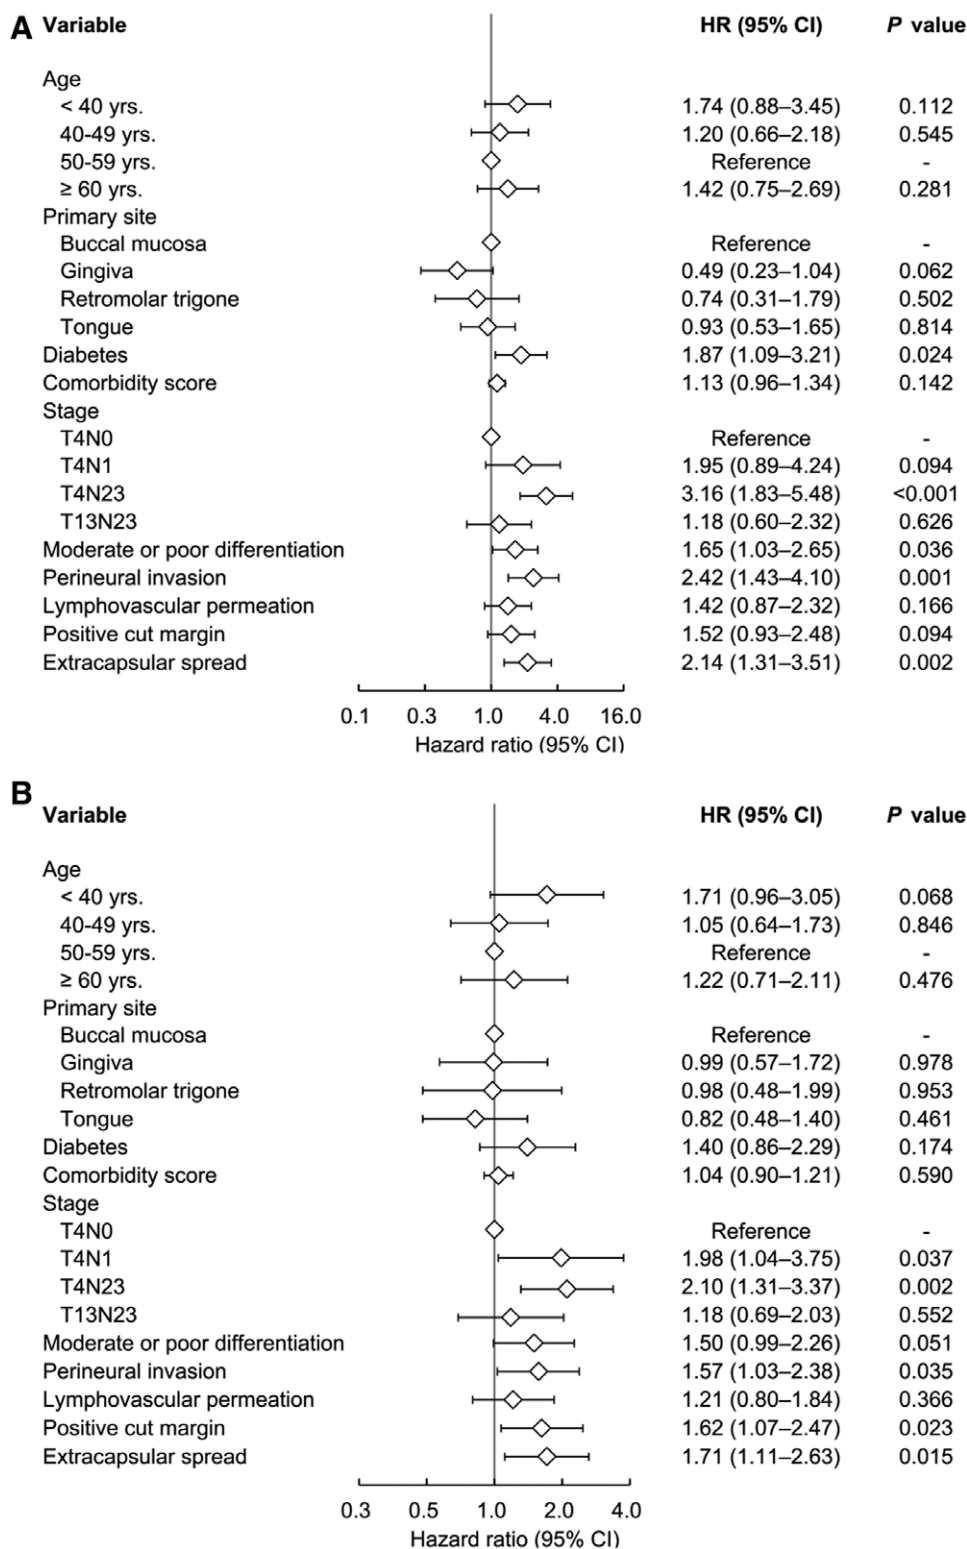 A Variable HR (95% CI) P value
Age
< 40 yrs. 1.74 (0.88–3.45) 0.112
40-49 yrs. 1.20 (0.66–2.18) 0.545
50-59 yrs. Reference -
≥ 60 yrs. 1.42 (0.75–2.69) 0.281
Primary site
Buccal mucosa Reference -
Gingiva 0.49 (0.23–1.04) 0.062
Retromolar trigone 0.74 (0.31–1.79) 0.502
Tongue 0.93 (0.53–1.65) 0.814
Diabetes 1.87 (1.09–3.21) 0.024
Comorbidity score 1.13 (0.96–1.34) 0.142
Stage
T4N0 Reference -
T4N1 1.95 (0.89–4.24) 0.094
T4N23 3.16 (1.83–5.48) <0.001
T13N23 1.18 (0.60–2.32) 0.626
Moderate or poor differentiation 1.65 (1.03–2.65) 0.036
Perineural invasion 2.42 (1.43–4.10) 0.001
Lymphovascular permeation 1.42 (0.87–2.32) 0.166
Positive cut margin 1.52 (0.93–2.48) 0.094
Extracapsular spread 2.14 (1.31–3.51) 0.002
0.1 0.3 1.0 4.0 16.0
Hazard ratio (95% CI)
B Variable HR (95% CI) P value
Age
< 40 yrs. 1.71 (0.96–3.05) 0.068
40-49 yrs. 1.05 (0.64–1.73) 0.846
50-59 yrs. Reference -
≥ 60 yrs. 1.22 (0.71–2.11) 0.476
Primary site
Buccal mucosa Reference -
Gingiva 0.99 (0.57–1.72) 0.978
Retromolar trigone 0.98 (0.48–1.99) 0.953
Tongue 0.82 (0.48–1.40) 0.461
Diabetes 1.40 (0.86–2.29) 0.174
Comorbidity score 1.04 (0.90–1.21) 0.590
Stage
T4N0 Reference -
T4N1 1.98 (1.04–3.75) 0.037
T4N23 2.10 (1.31–3.37) 0.002
T13N23 1.18 (0.69–2.03) 0.552
Moderate or poor differentiation 1.50 (0.99–2.26) 0.051
Perineural invasion 1.57 (1.03–2.38) 0.035
Lymphovascular permeation 1.21 (0.80–1.84) 0.366
Positive cut margin 1.62 (1.07–2.47) 0.023
Extracapsular spread 1.71 (1.11–2.63) 0.015
0.3 0.5 1.0 2.0 4.0
Hazard ratio (95% CI)